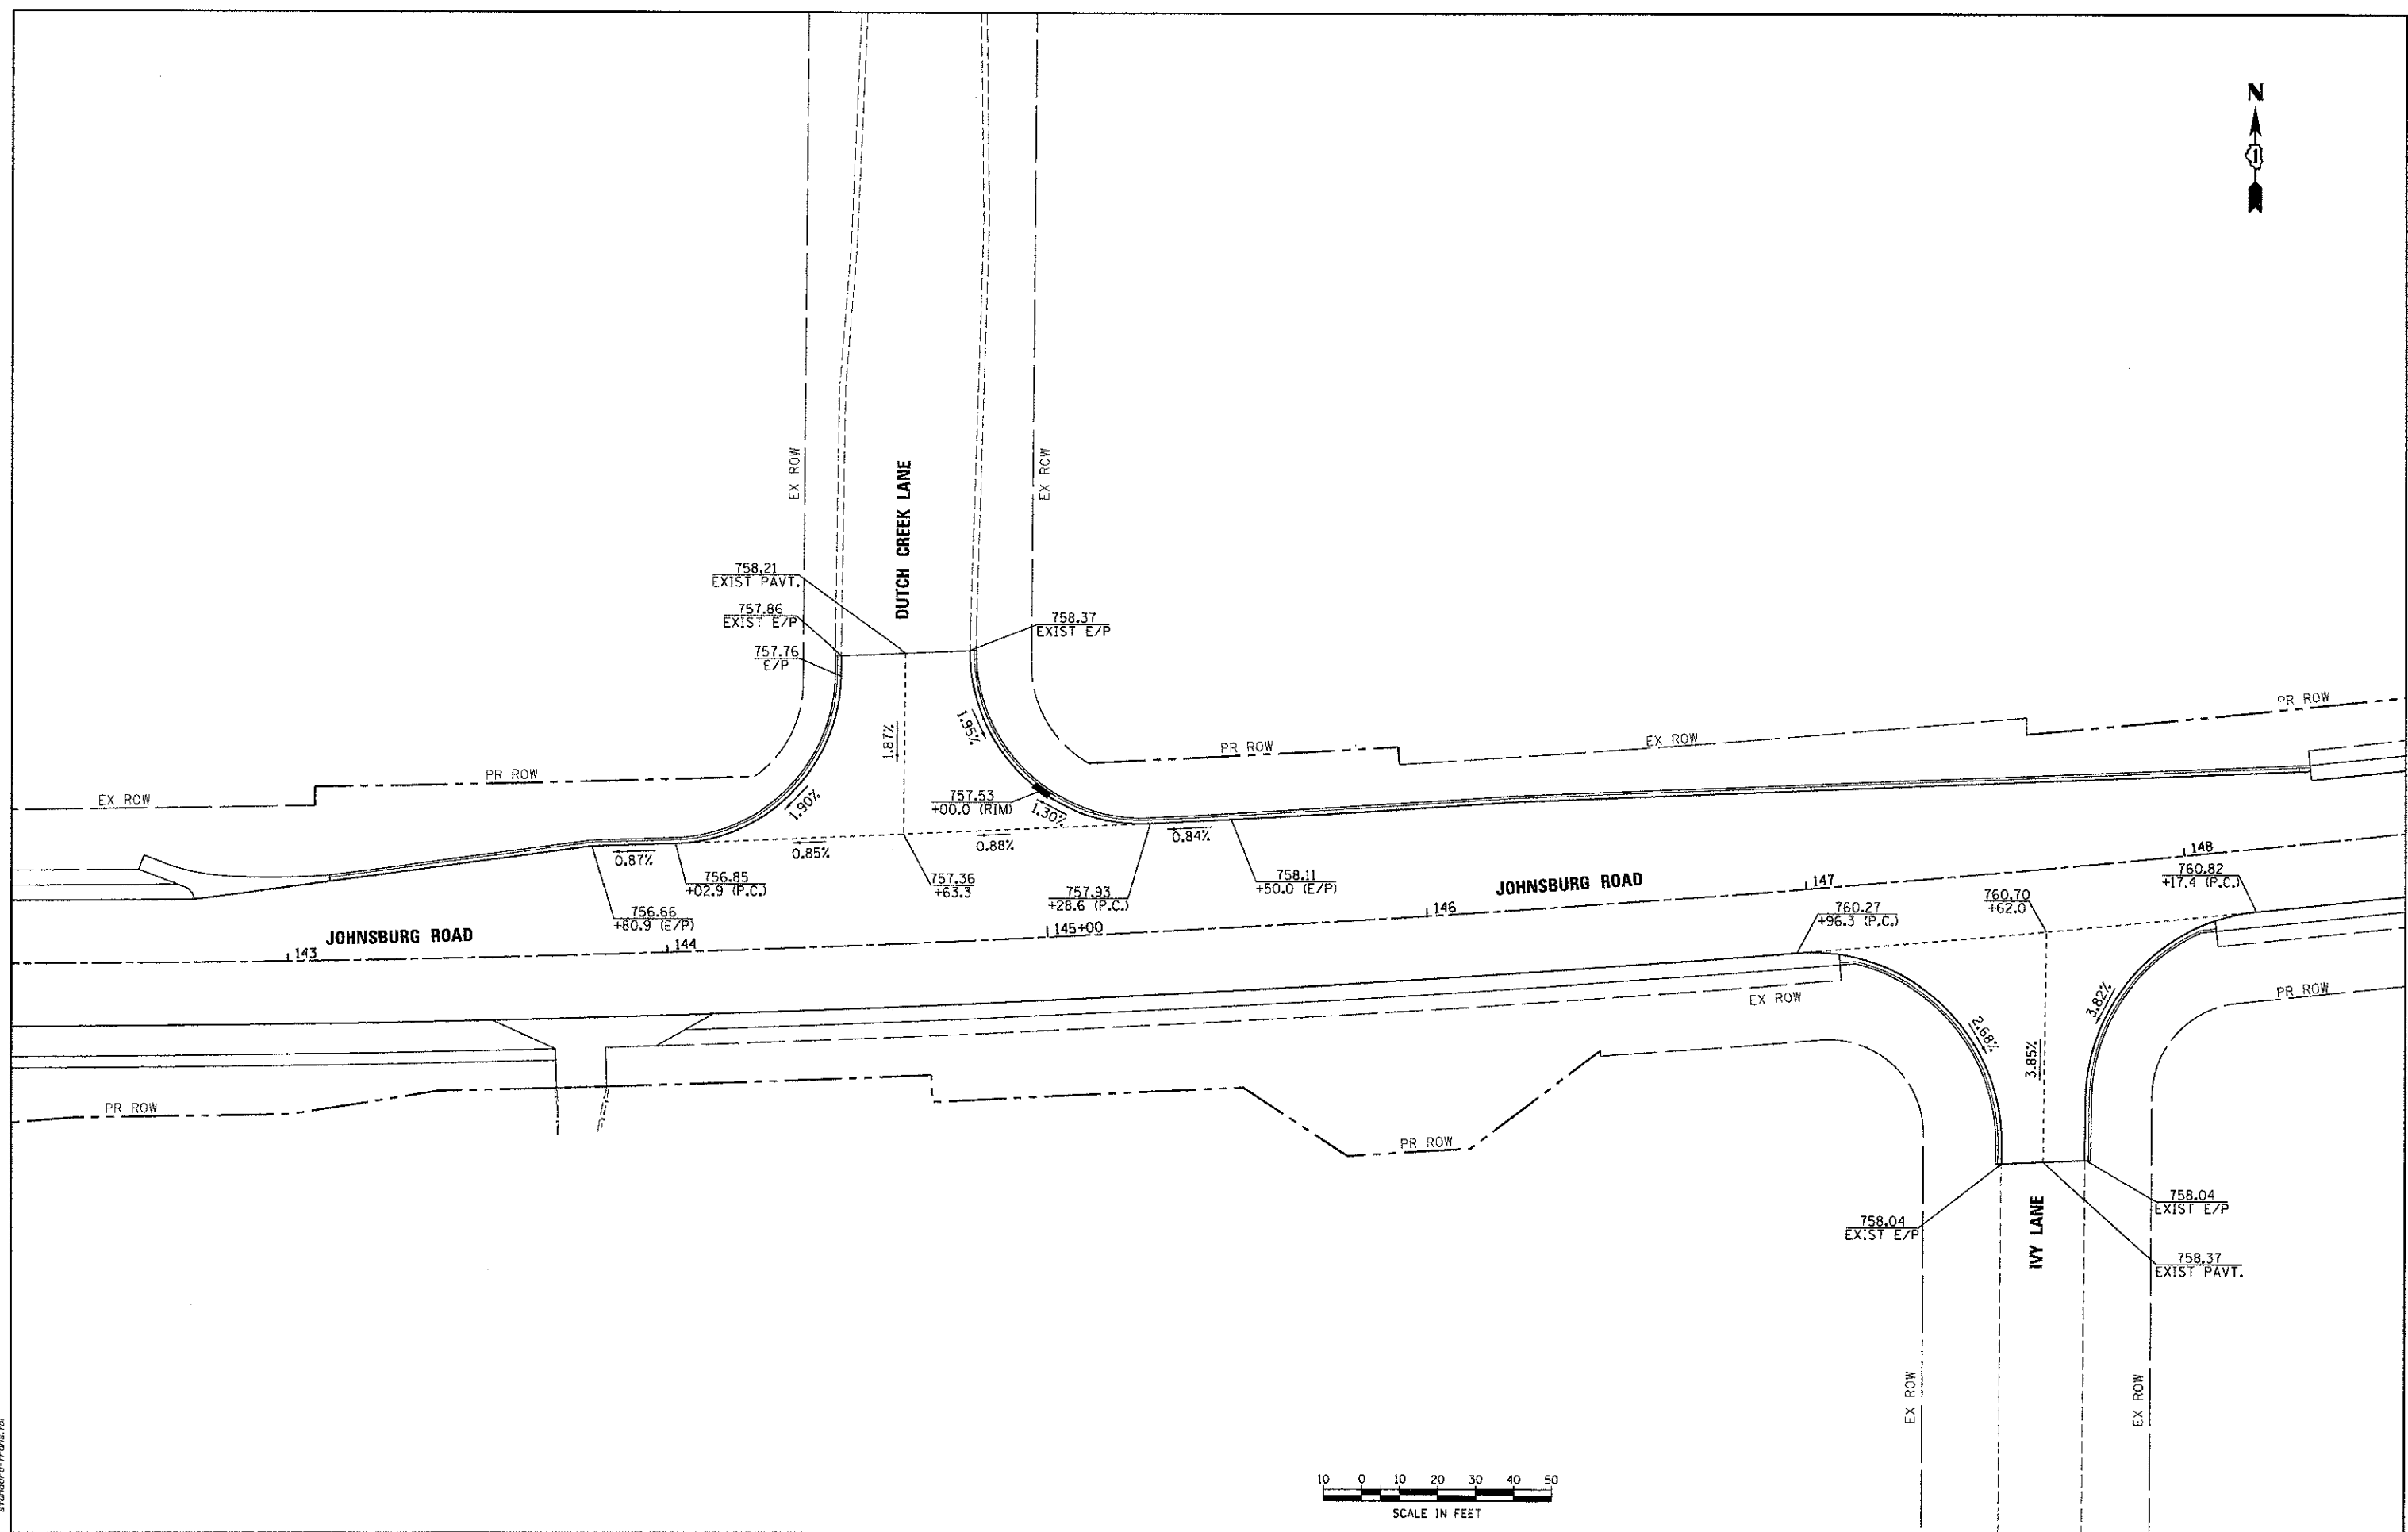 N
1
EX ROW
EX ROW
DUTCH CREEK LANE
758.21
EXIST PAVT.
757.86
EXIST E/P
757.76
E/P
758.37
EXIST E/P
1.95%
1.87%
1.90%
757.53
+00.0 (RIM)
1.30%
PR ROW
EX ROW
PR ROW
EX ROW
PR ROW
0.87%
0.85%
0.88%
0.84%
756.85
+02.9 (P.C.)
757.36
+63.3
757.93
+28.6 (P.C.)
758.11
+50.0 (E/P)
756.66
+80.9 (E/P)
JOHNSBURG ROAD
JOHNSBURG ROAD
143
144
145+00
146
147
148
760.27
+96.3 (P.C.)
760.70
+62.0
760.82
+17.4 (P.C.)
EX ROW
2.68%
3.85%
3.82%
PR ROW
PR ROW
PR ROW
758.04
EXIST E/P
758.04
EXIST E/P
758.37
EXIST PAVT.
IVY LANE
EX ROW
EX ROW
10 0 10 20 30 40 50
SCALE IN FEET